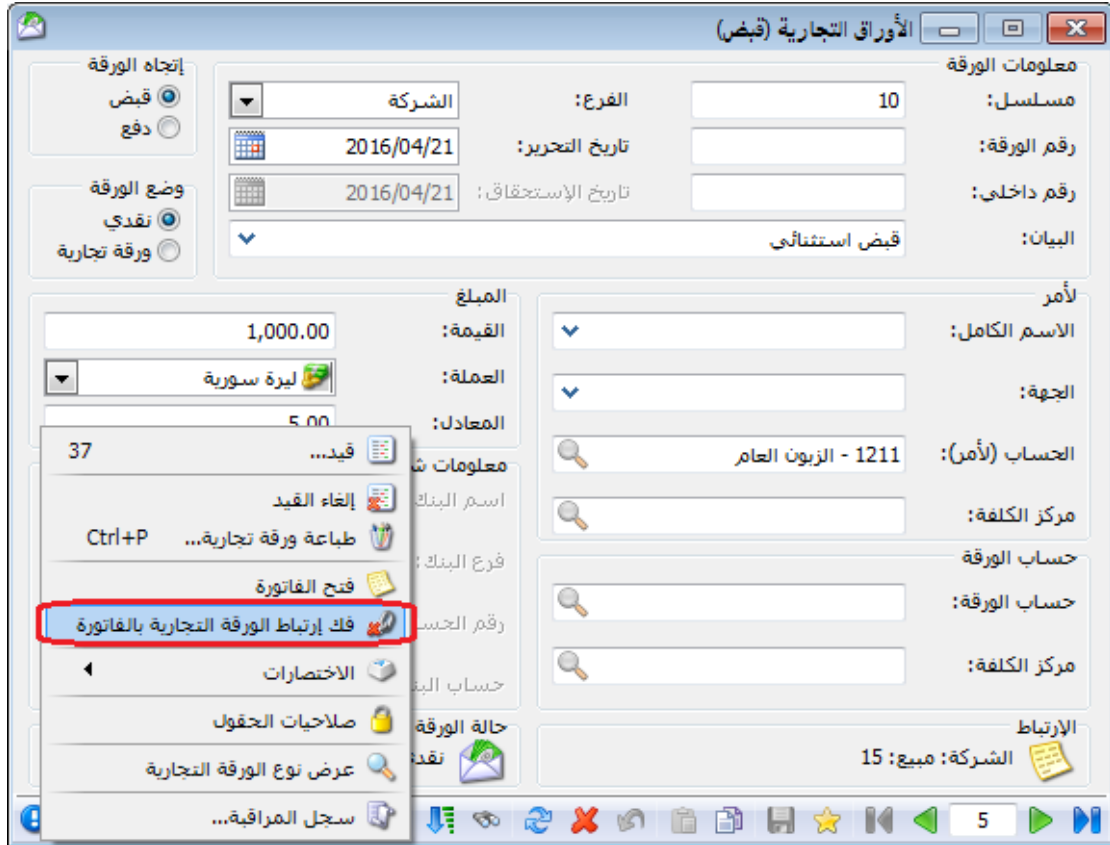 الأوراق التجارية (قبض)
معلومات الورقة
مسلسل: 10
الفرع: الشركة
رقم الورقة:
تاريخ التحرير: 2016/04/21
رقم داخلي:
تاريخ الإستحقاق: 2016/04/21
البيان: قبض استثنائي
إتجاه الورقة
قبض
دفع
وضع الورقة
نقدي
ورقة تجارية
لأمر
الاسم الكامل:
الجهة:
الحساب (لأمر): 1211 - الزبون العام
مركز الكلفة:
المبلغ
القيمة: 1,000.00
العملة: ليرة سورية
المعادل: 5.00
حساب الورقة
حساب الورقة:
مركز الكلفة:
معلومات
اسم البنك
فرع البنك:
رقم
حساب
الإرتباط
الشركة: مبيع: 15
حالة الورقة
قيد... 37
إلغاء القيد
طباعة ورقة تجارية... Ctrl+P
فتح الفاتورة
فك إرتباط الورقة التجارية بالفاتورة
الاختصارات
صلاحيات الحقول
عرض نوع الورقة التجارية
سجل المراقبة...
5